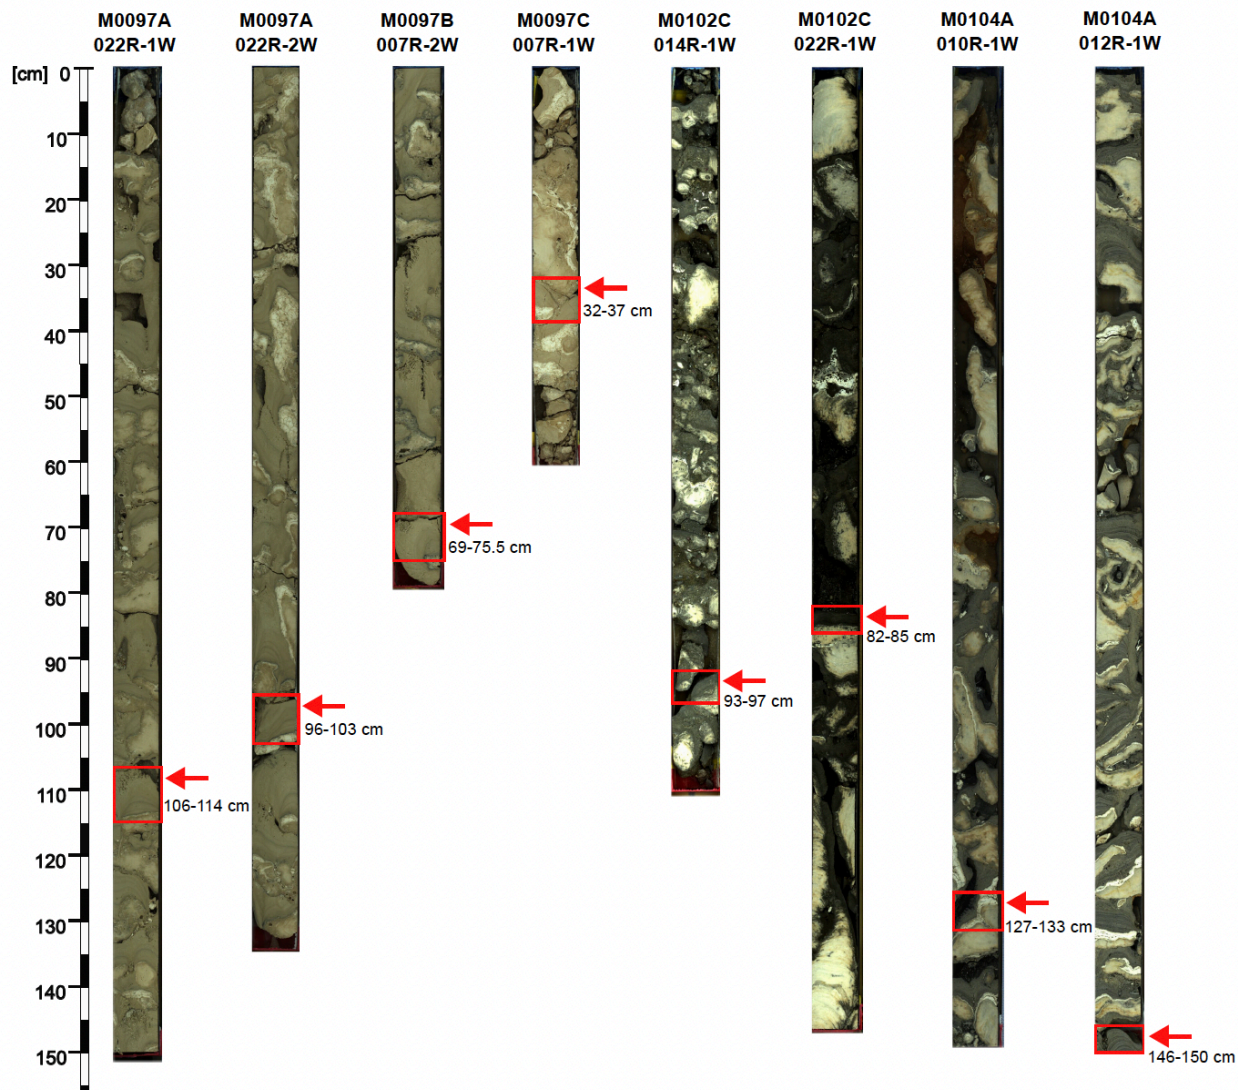 M0097A M0097A M0097B M0097C M0102C M0102C M0104A M0104A
022R-1W 022R-2W 007R-2W 007R-1W 014R-1W 022R-1W 010R-1W 012R-1W
[cm] 0
10
20
30
32-37 cm
40
50
60
70
69-75.5 cm
80
82-85 cm
90
93-97 cm
100
96-103 cm
110
106-114 cm
120
130
127-133 cm
140
150
146-150 cm